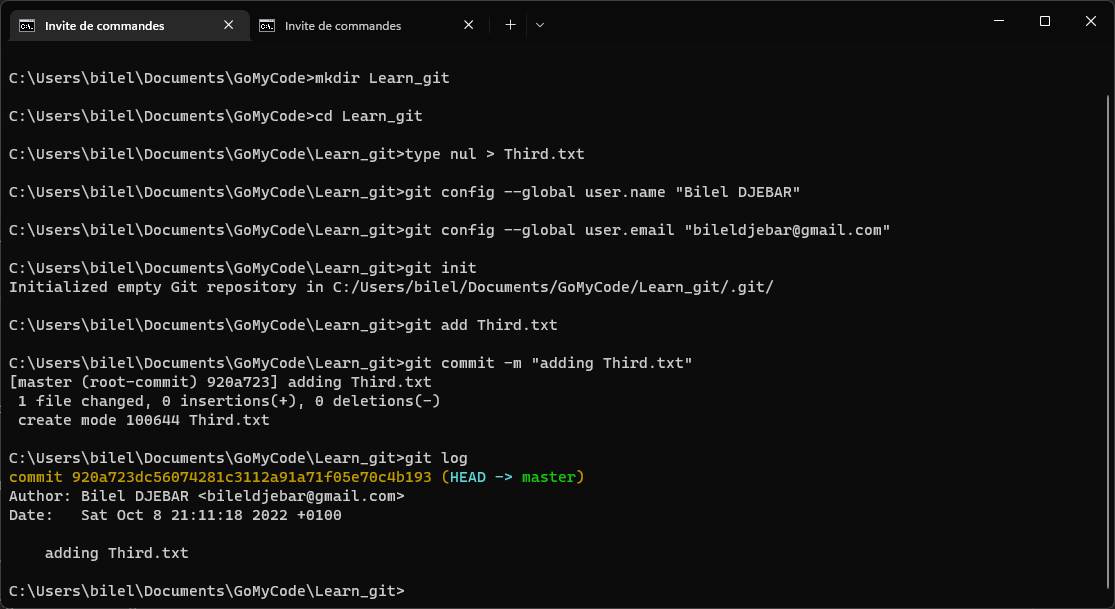 Invite de commandes
Invite de commandes
C:\Users\bilel\Documents\GoMyCode>mkdir Learn_git
C:\Users\bilel\Documents\GoMyCode>cd Learn_git
C:\Users\bilel\Documents\GoMyCode\Learn_git>type nul > Third.txt
C:\Users\bilel\Documents\GoMyCode\Learn_git>git config --global user.name "Bilel DJEBAR"
C:\Users\bilel\Documents\GoMyCode\Learn_git>git config --global user.email "bileldjebar@gmail.com"
C:\Users\bilel\Documents\GoMyCode\Learn_git>git init
Initialized empty Git repository in C:/Users/bilel/Documents/GoMyCode/Learn_git/.git/
C:\Users\bilel\Documents\GoMyCode\Learn_git>git add Third.txt
C:\Users\bilel\Documents\GoMyCode\Learn_git>git commit -m "adding Third.txt"
[master (root-commit) 920a723] adding Third.txt
 1 file changed, 0 insertions(+), 0 deletions(-)
 create mode 100644 Third.txt
C:\Users\bilel\Documents\GoMyCode\Learn_git>git log
commit 920a723dc56074281c3112a91a71f05e70c4b193 (HEAD -> master)
Author: Bilel DJEBAR <bileldjebar@gmail.com>
Date:   Sat Oct 8 21:11:18 2022 +0100
    adding Third.txt
C:\Users\bilel\Documents\GoMyCode\Learn_git>